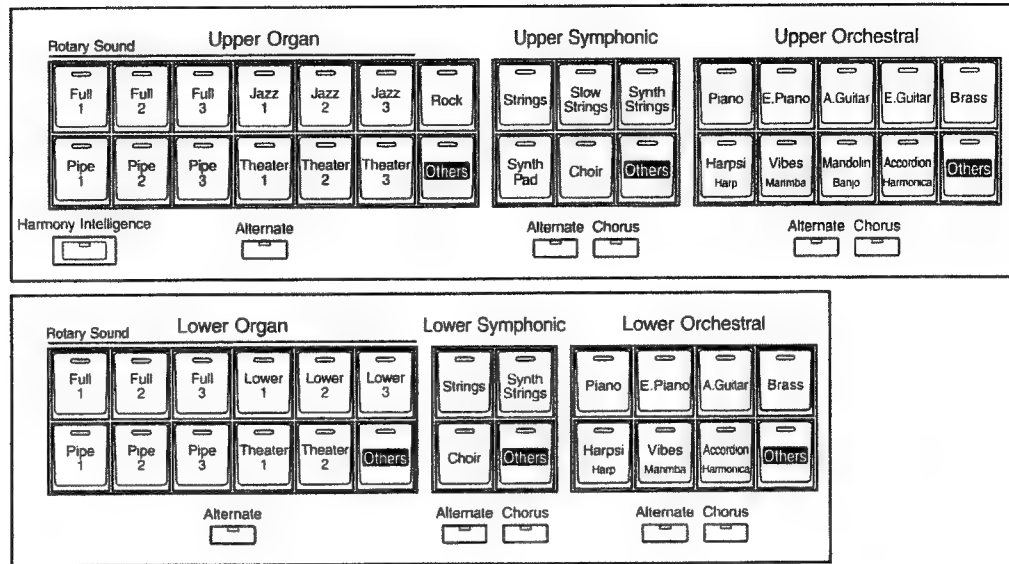 Upper Organ Upper Symphonic Upper Orchestral
Rotary Sound
Full 1 Full 2 Full 3 Jazz 1 Jazz 2 Jazz 3 Rock Strings Slow Strings Synth Strings Piano E.Piano A.Guitar E.Guitar Brass
Pipe 1 Pipe 2 Pipe 3 Theater 1 Theater 2 Theater 3 Others Synth Pad Choir Others Harpsi Harp Vibes Marimba Mandolin Banjo Accordion Harmonica Others
Harmony Intelligence Alternate Alternate Chorus Alternate Chorus
Lower Organ Lower Symphonic Lower Orchestral
Rotary Sound
Full 1 Full 2 Full 3 Lower 1 Lower 2 Lower 3 Strings Synth Strings Piano E.Piano A.Guitar Brass
Pipe 1 Pipe 2 Pipe 3 Theater 1 Theater 2 Others Choir Others Harpsi Harp Vibes Marimba Accordion Harmonica Others
Alternate Alternate Chorus Alternate Chorus